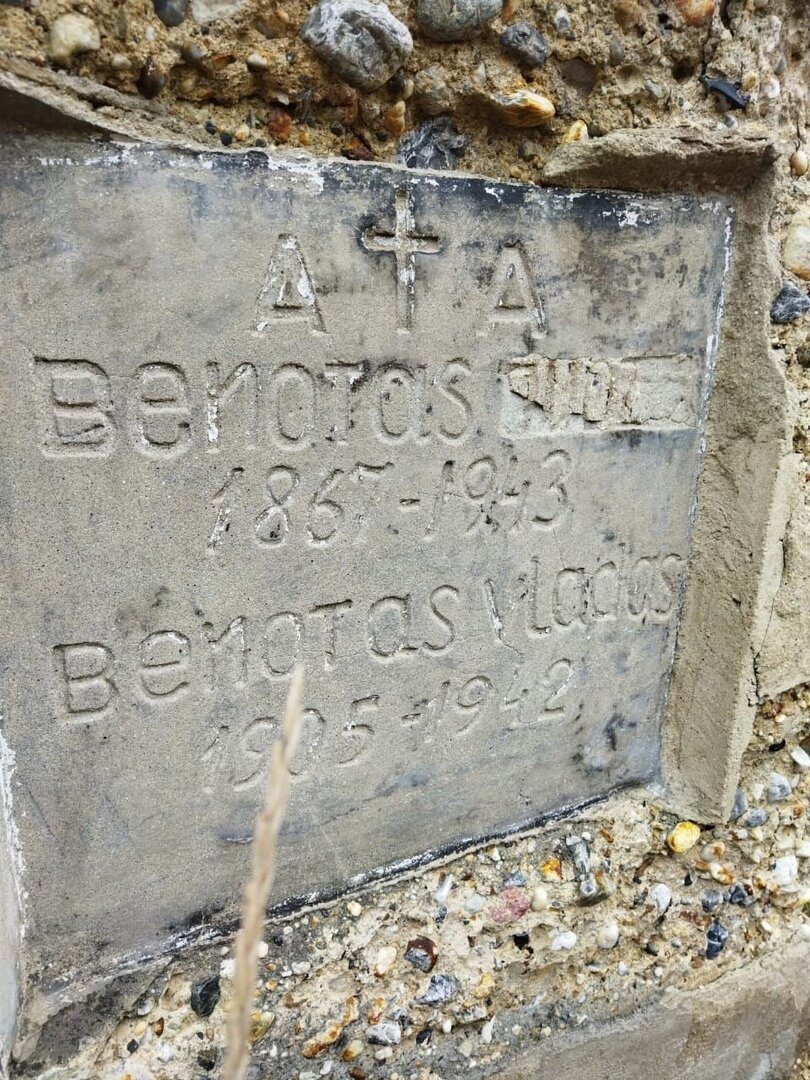 A † A
Benotas
1867-1943
Benotas Vladas
1905-1942